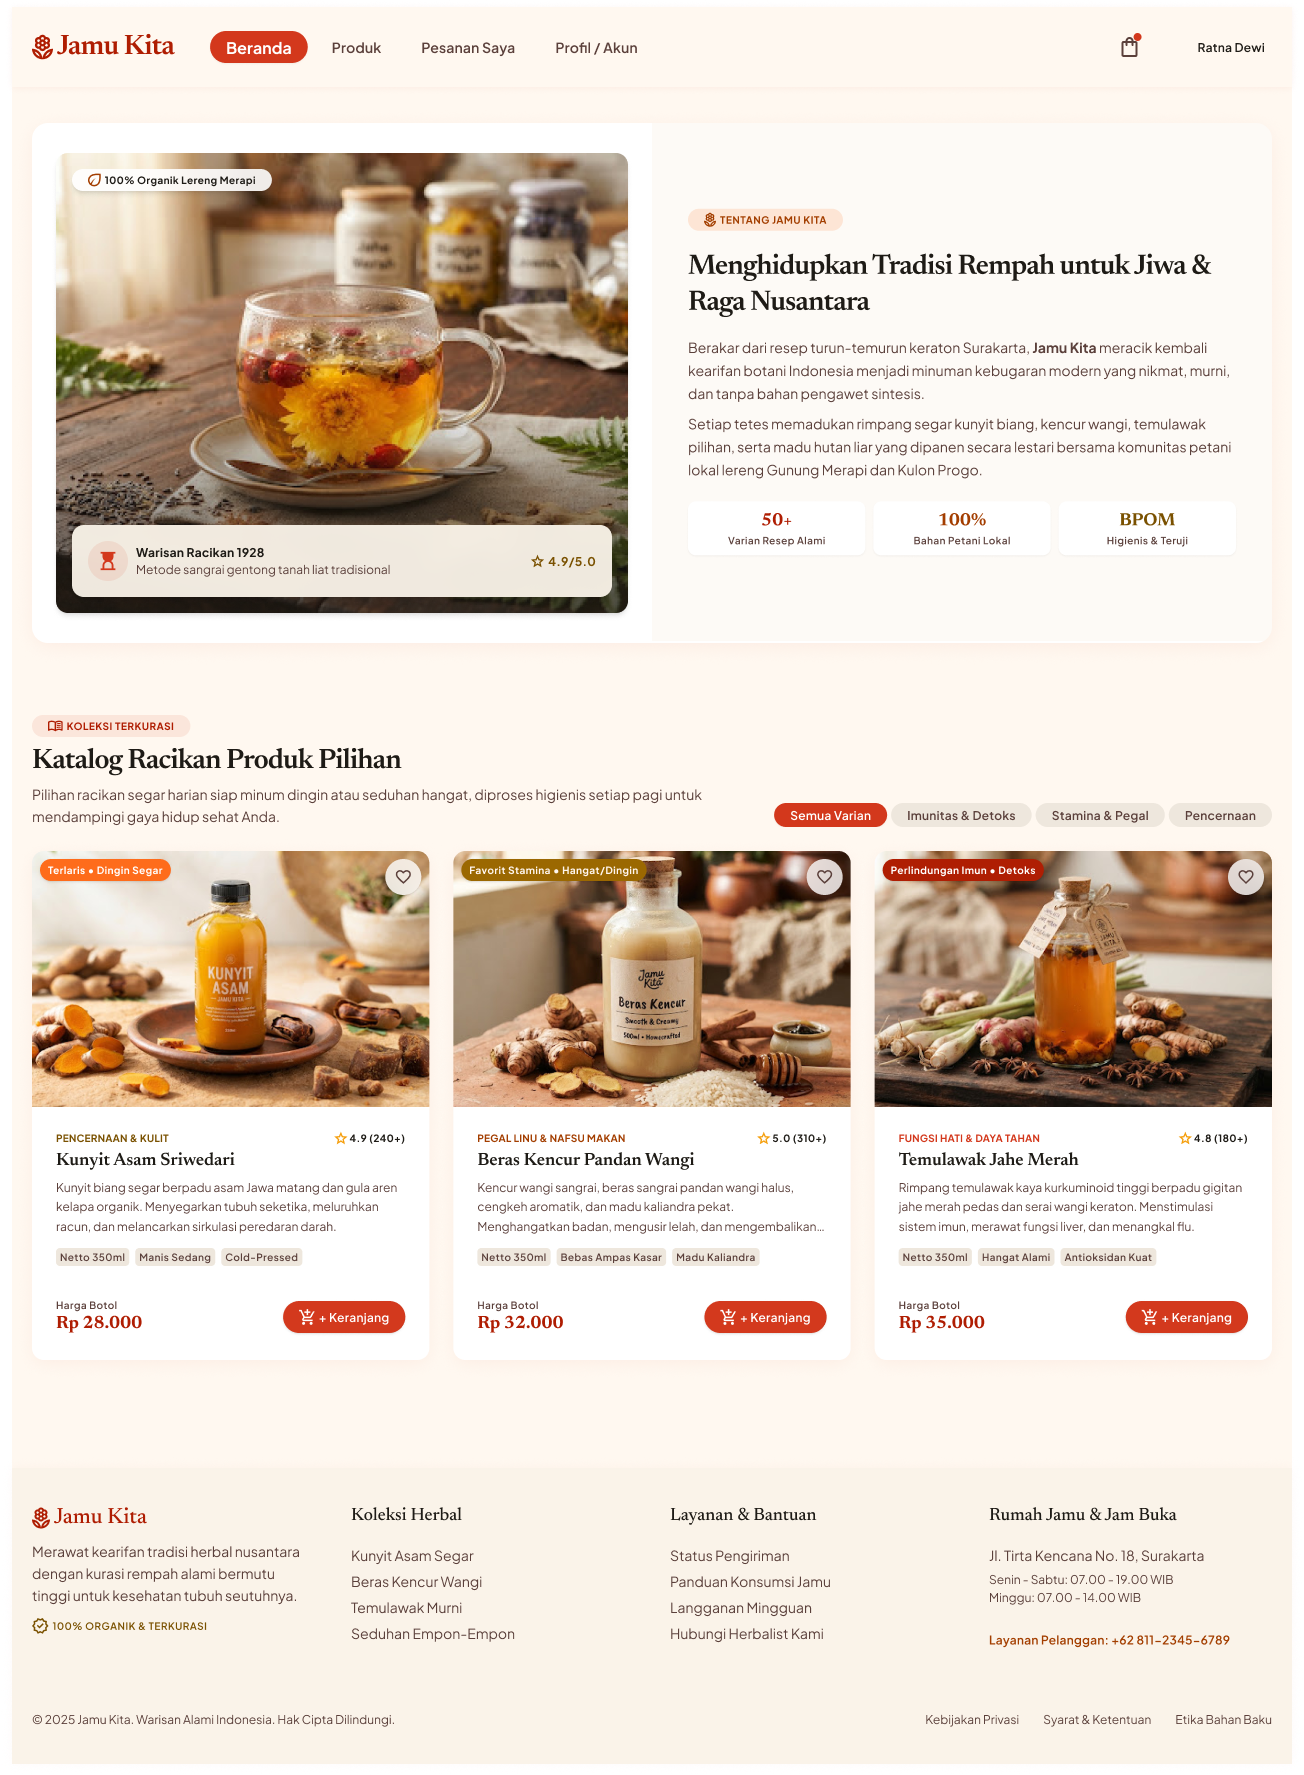 Jamu Kita
Beranda
Produk
Pesanan Saya
Profil / Akun
Ratna Dewi
100% Organik Lereng Merapi
Jahe
Merah
Warisan Racikan 1928
Metode sangrai gentong tanah liat tradisional
4.9/5.0
TENTANG JAMU KITA
Menghidupkan Tradisi Rempah untuk Jiwa &
Raga Nusantara
Berakar dari resep turun-temurun keraton Surakarta, Jamu Kita meracik kembali
kearifan botani Indonesia menjadi minuman kebugaran modern yang nikmat, murni,
dan tanpa bahan pengawet sintesis.
Setiap tetes memadukan rimpang segar kunyit biang, kencur wangi, temulawak
pilihan, serta madu hutan liar yang dipanen secara lestari bersama komunitas petani
lokal lereng Gunung Merapi dan Kulon Progo.
50+
Varian Resep Alami
100%
Bahan Petani Lokal
BPOM
Higienis & Teruji
KOLEKSI TERKURASI
Katalog Racikan Produk Pilihan
Pilihan racikan segar harian siap minum dingin atau seduhan hangat, diproses higienis setiap pagi untuk
mendampingi gaya hidup sehat Anda.
Semua Varian
Imunitas & Detoks
Stamina & Pegal
Pencernaan
Terlaris • Dingin Segar
KUNYIT
ASAM
JAMU KITA
PENCERNAAN & KULIT
4.9 (240+)
Kunyit Asam Sriwedari
Kunyit biang segar berpadu asam Jawa matang dan gula aren
kelapa organik. Menyegarkan tubuh seketika, meluruhkan
racun, dan melancarkan sirkulasi peredaran darah.
Netto 350ml
Manis Sedang
Cold-Pressed
Harga Botol
Rp 28.000
+ Keranjang
Favorit Stamina • Hangat/Dingin
Jamu
Kita
Beras Kencur
Smooth & Creamy
500ml • Homecrafted
PEGAL LINU & NAFSU MAKAN
5.0 (310+)
Beras Kencur Pandan Wangi
Kencur wangi sangrai, beras sangrai pandan wangi halus,
cengkeh aromatik, dan madu kaliandra pekat.
Menghangatkan badan, mengusir lelah, dan mengembalikan...
Netto 350ml
Bebas Ampas Kasar
Madu Kaliandra
Harga Botol
Rp 32.000
+ Keranjang
Perlindungan Imun • Detoks
JAMU
KITA
FUNGSI HATI & DAYA TAHAN
4.8 (180+)
Temulawak Jahe Merah
Rimpang temulawak kaya kurkuminoid tinggi berpadu gigitan
jahe merah pedas dan serai wangi keraton. Menstimulasi
sistem imun, merawat fungsi liver, dan menangkal flu.
Netto 350ml
Hangat Alami
Antioksidan Kuat
Harga Botol
Rp 35.000
+ Keranjang
Jamu Kita
Merawat kearifan tradisi herbal nusantara
dengan kurasi rempah alami bermutu
tinggi untuk kesehatan tubuh seutuhnya.
100% ORGANIK & TERKURASI
Koleksi Herbal
Kunyit Asam Segar
Beras Kencur Wangi
Temulawak Murni
Seduhan Empon-Empon
Layanan & Bantuan
Status Pengiriman
Panduan Konsumsi Jamu
Langganan Mingguan
Hubungi Herbalist Kami
Rumah Jamu & Jam Buka
Jl. Tirta Kencana No. 18, Surakarta
Senin - Sabtu: 07.00 - 19.00 WIB
Minggu: 07.00 - 14.00 WIB
Layanan Pelanggan: +62 811-2345-6789
© 2025 Jamu Kita. Warisan Alami Indonesia. Hak Cipta Dilindungi.
Kebijakan Privasi
Syarat & Ketentuan
Etika Bahan Baku